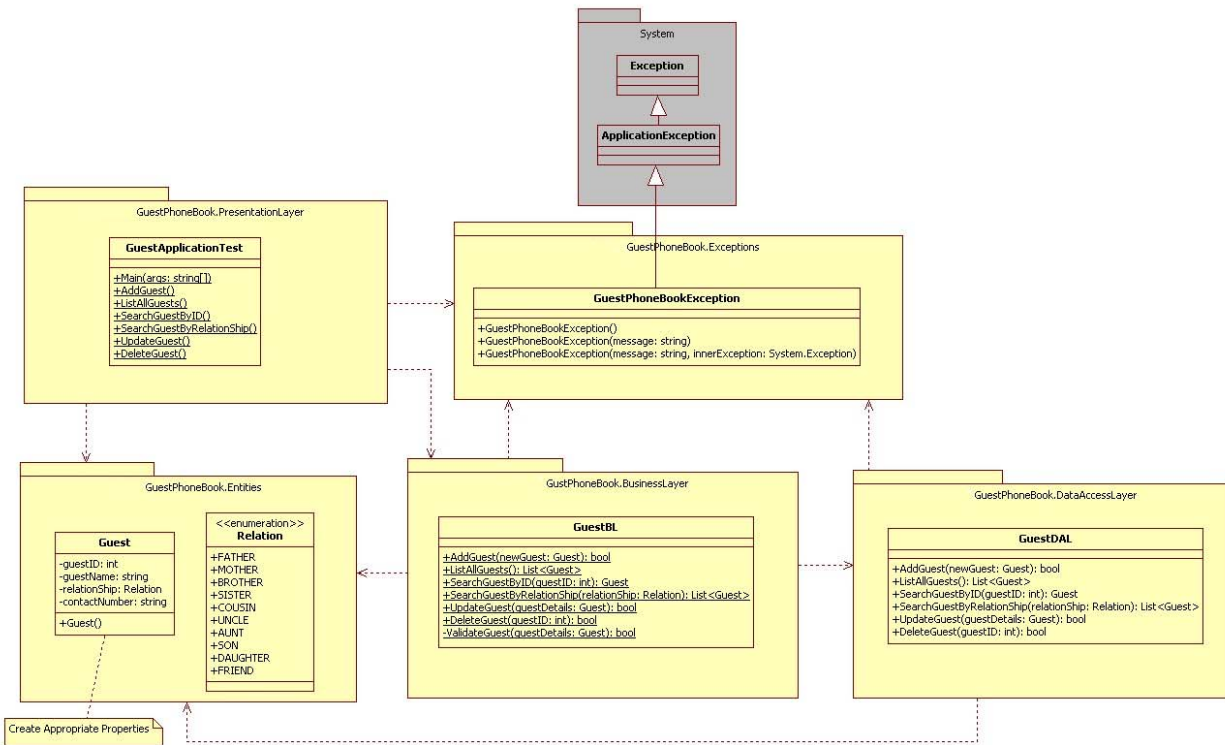 System
Exception
ApplicationException
GuestPhoneBook.PresentationLayer
GuestApplicationTest
+Main(args: string[])
+AddGuest()
+ListAllGuests()
+SearchGuestByID()
+SearchGuestByRelationShip()
+UpdateGuest()
+DeleteGuest()
GuestPhoneBook.Exceptions
GuestPhoneBookException
+GuestPhoneBookException()
+GuestPhoneBookException(message: string)
+GuestPhoneBookException(message: string, innerException: System.Exception)
GuestPhoneBook.Entities
Guest
-guestID: int
-guestName: string
-relationShip: Relation
-contactNumber: string
+Guest()
<<enumeration>>
Relation
+FATHER
+MOTHER
+BROTHER
+SISTER
+COUSIN
+UNCLE
+AUNT
+SON
+DAUGHTER
+FRIEND
Create Appropriate Properties
GustPhoneBook.BusinessLayer
GuestBL
+AddGuest(newGuest: Guest): bool
+ListAllGuests(): List<Guest>
+SearchGuestByID(guestID: int): Guest
+SearchGuestByRelationShip(relationShip: Relation): List<Guest>
+UpdateGuest(guestDetails: Guest): bool
+DeleteGuest(guestID: int): bool
-ValidateGuest(guestDetails: Guest): bool
GuestPhoneBook.DataAccessLayer
GuestDAL
+AddGuest(newGuest: Guest): bool
+ListAllGuests(): List<Guest>
+SearchGuestByID(guestID: int): Guest
+SearchGuestByRelationShip(relationShip: Relation): List<Guest>
+UpdateGuest(guestDetails: Guest): bool
+DeleteGuest(guestID: int): bool